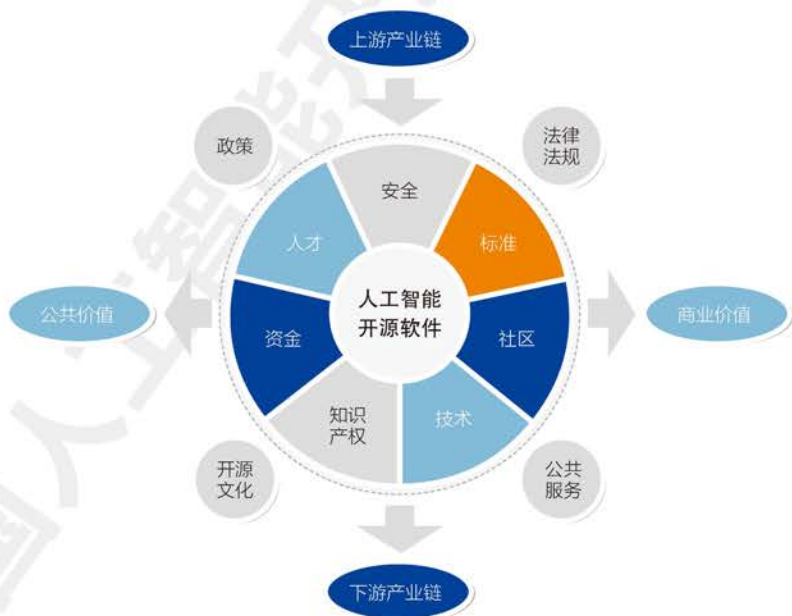 上游产业链
政策
法律
法规
安全
人才
标准
公共价值
人工智能
开源软件
商业价值
资金
社区
知识
产权
技术
开源
文化
公共
服务
下游产业链